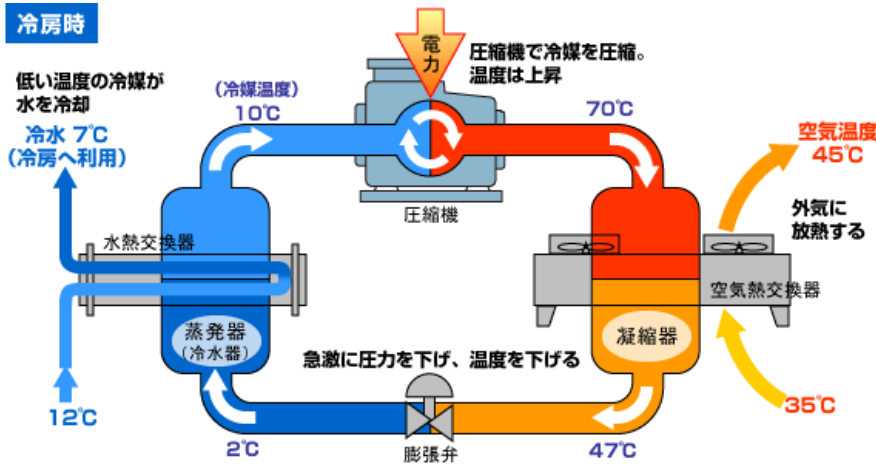 冷房時
電力
圧縮機で冷媒を圧縮。
温度は上昇
低い温度の冷媒が
水を冷却
冷水 7℃
(冷房へ利用)
(冷媒温度)
10℃
70℃
空気温度
45℃
圧縮機
外気に
放熱する
水熱交換器
空気熱交換器
蒸発器
(冷水器)
凝縮器
急激に圧力を下げ、温度を下げる
12℃
2℃
膨張弁
47℃
35℃